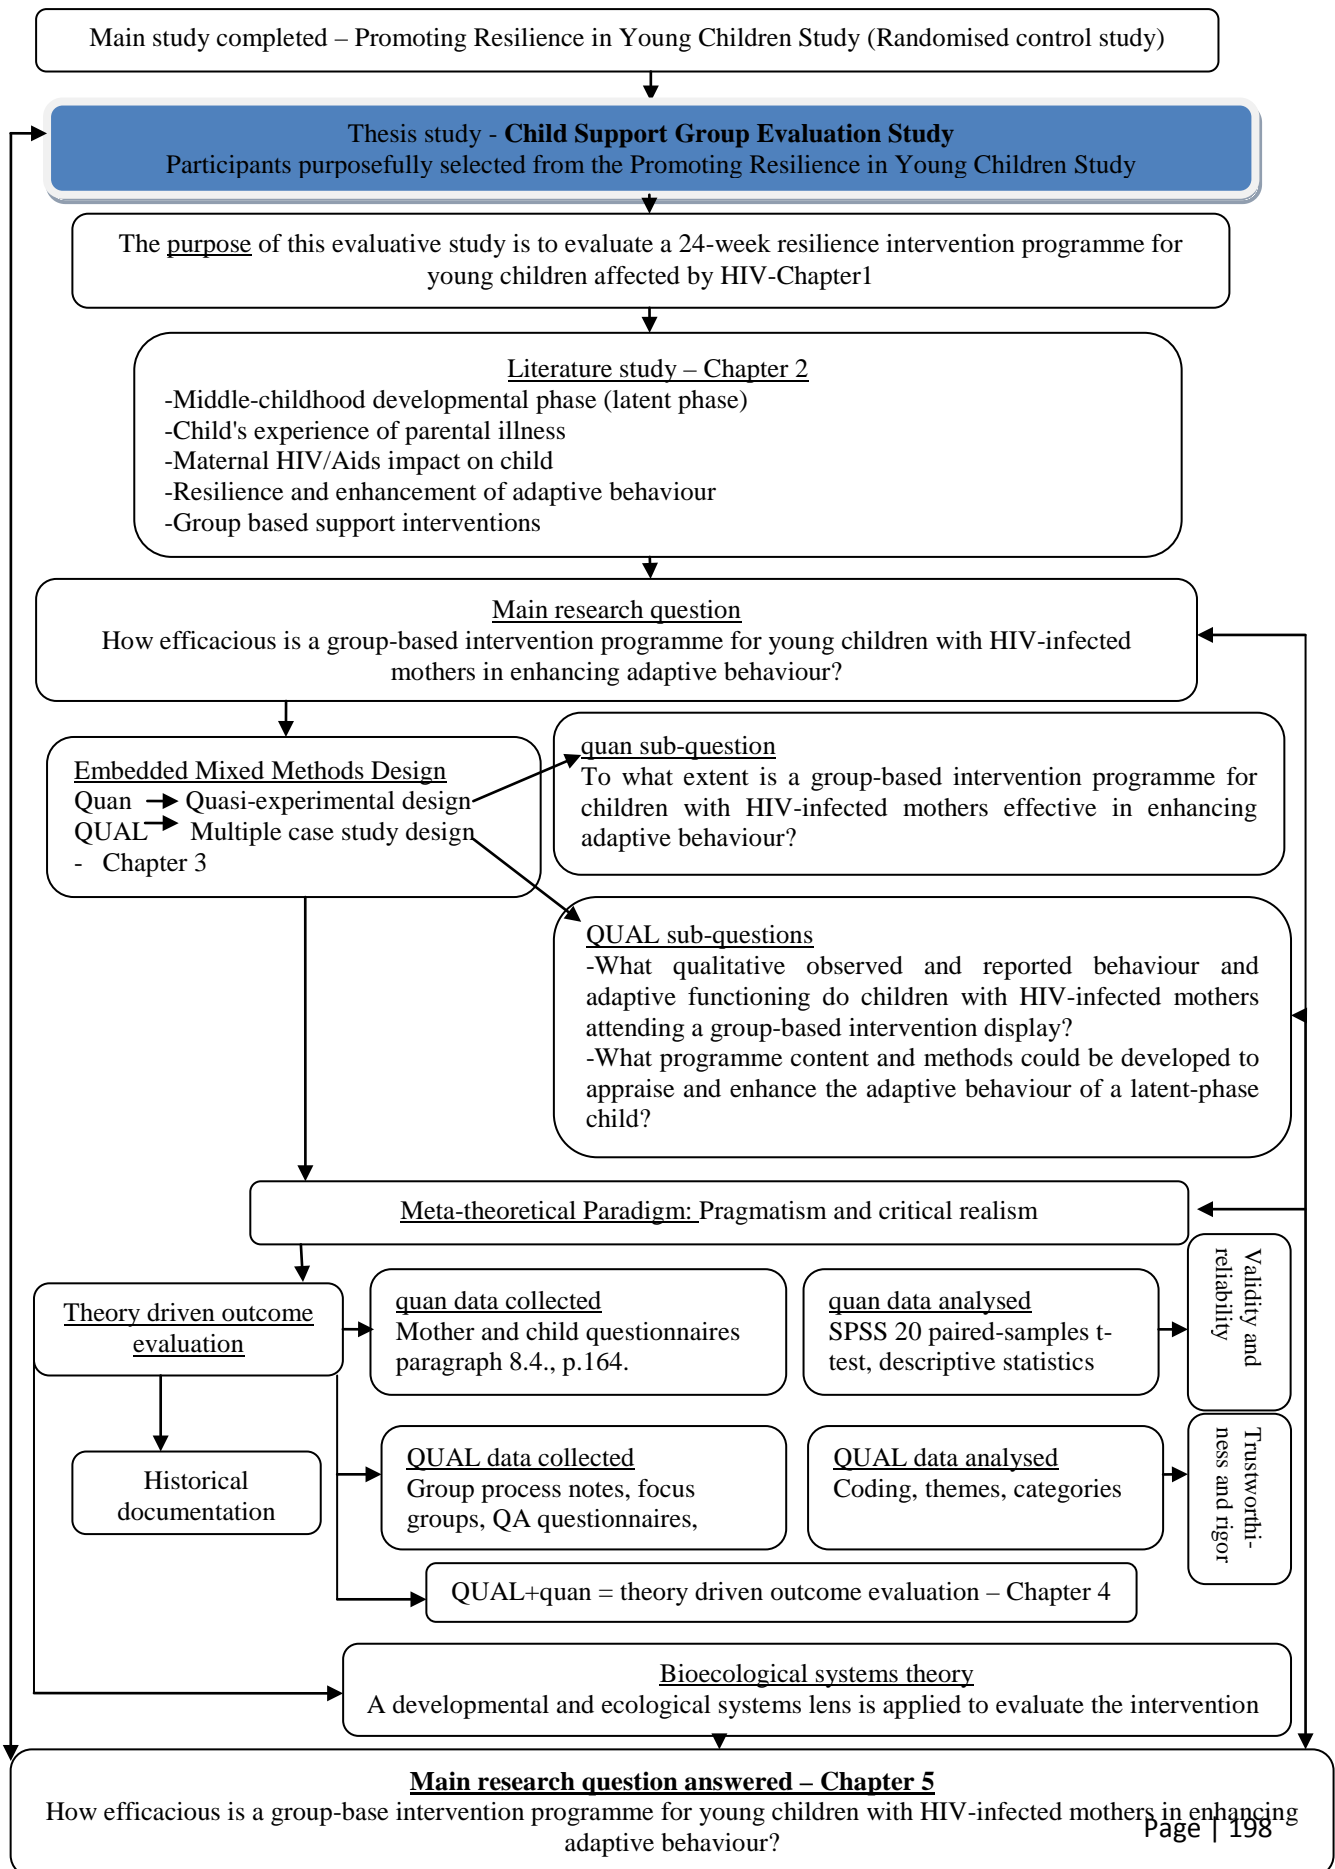 Main study completed – Promoting Resilience in Young Children Study (Randomised control study)
Thesis study - Child Support Group Evaluation Study
Participants purposefully selected from the Promoting Resilience in Young Children Study
The purpose of this evaluative study is to evaluate a 24-week resilience intervention programme for
young children affected by HIV-Chapter1
Literature study – Chapter 2
-Middle-childhood developmental phase (latent phase)
-Child's experience of parental illness
-Maternal HIV/Aids impact on child
-Resilience and enhancement of adaptive behaviour
-Group based support interventions
Main research question
How efficacious is a group-based intervention programme for young children with HIV-infected
mothers in enhancing adaptive behaviour?
Embedded Mixed Methods Design
Quan Quasi-experimental design
QUAL Multiple case study design
- Chapter 3
quan sub-question
To what extent is a group-based intervention programme for
children with HIV-infected mothers effective in enhancing
adaptive behaviour?
QUAL sub-questions
-What qualitative observed and reported behaviour and
adaptive functioning do children with HIV-infected mothers
attending a group-based intervention display?
-What programme content and methods could be developed to
appraise and enhance the adaptive behaviour of a latent-phase
child?
Meta-theoretical Paradigm: Pragmatism and critical realism
Theory driven outcome
evaluation
quan data collected
Mother and child questionnaires
paragraph 8.4., p.164.
quan data analysed
SPSS 20 paired-samples t-
test, descriptive statistics
Validity and
reliability
Historical
documentation
QUAL data collected
Group process notes, focus
groups, QA questionnaires,
QUAL data analysed
Coding, themes, categories
Trustworthi-
ness and rigor
QUAL+quan = theory driven outcome evaluation – Chapter 4
Bioecological systems theory
A developmental and ecological systems lens is applied to evaluate the intervention
Main research question answered – Chapter 5
How efficacious is a group-base intervention programme for young children with HIV-infected mothers in enhancing
adaptive behaviour?
Page | 198